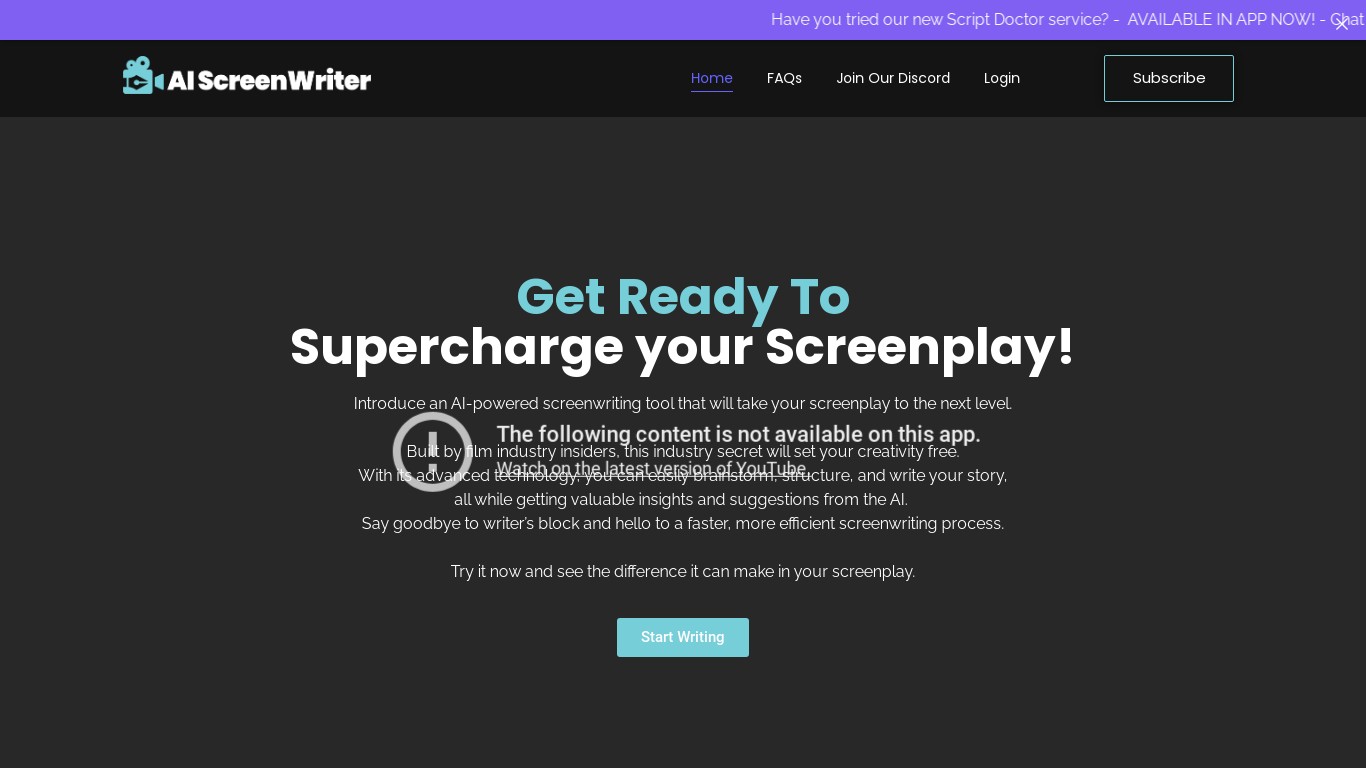 Have you tried our new Script Doctor service? - AVAILABLE IN APP NOW! - Chat
AI ScreenWriter
Home
FAQs
Join Our Discord
Login
Subscribe
Get Ready To
Supercharge your Screenplay!
Introduce an AI-powered screenwriting tool that will take your screenplay to the next level.
The following content is not available on this app.
Built by film industry insiders, this industry secret will set your creativity free.
Watch on the latest version of YouTube.
With its advanced technology, you can easily brainstorm, structure, and write your story,
all while getting valuable insights and suggestions from the AI.
Say goodbye to writer's block and hello to a faster, more efficient screenwriting process.
Try it now and see the difference it can make in your screenplay.
Start Writing